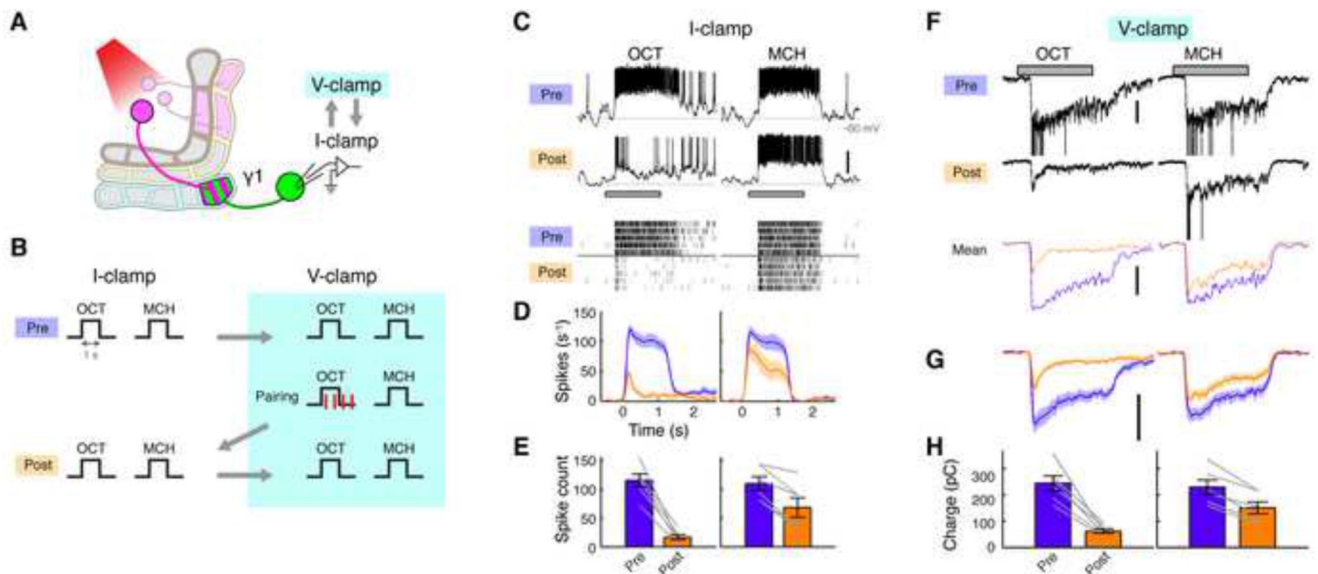 A
V-clamp
I-clamp
γ1
B
I-clamp
V-clamp
Pre
OCT
MCH
1 s
OCT
MCH
Pairing
OCT
MCH
Post
OCT
MCH
OCT
MCH
C
I-clamp
OCT
MCH
Pre
-60 mV
Post
Pre
Post
D
Spikes (s⁻¹)
150
100
50
0
0
1
2
0
1
2
Time (s)
E
Spike count
150
100
50
0
Pre
Post
F
V-clamp
OCT
MCH
Pre
Post
Mean
G
H
Charge (pC)
300
200
100
0
Pre
Post